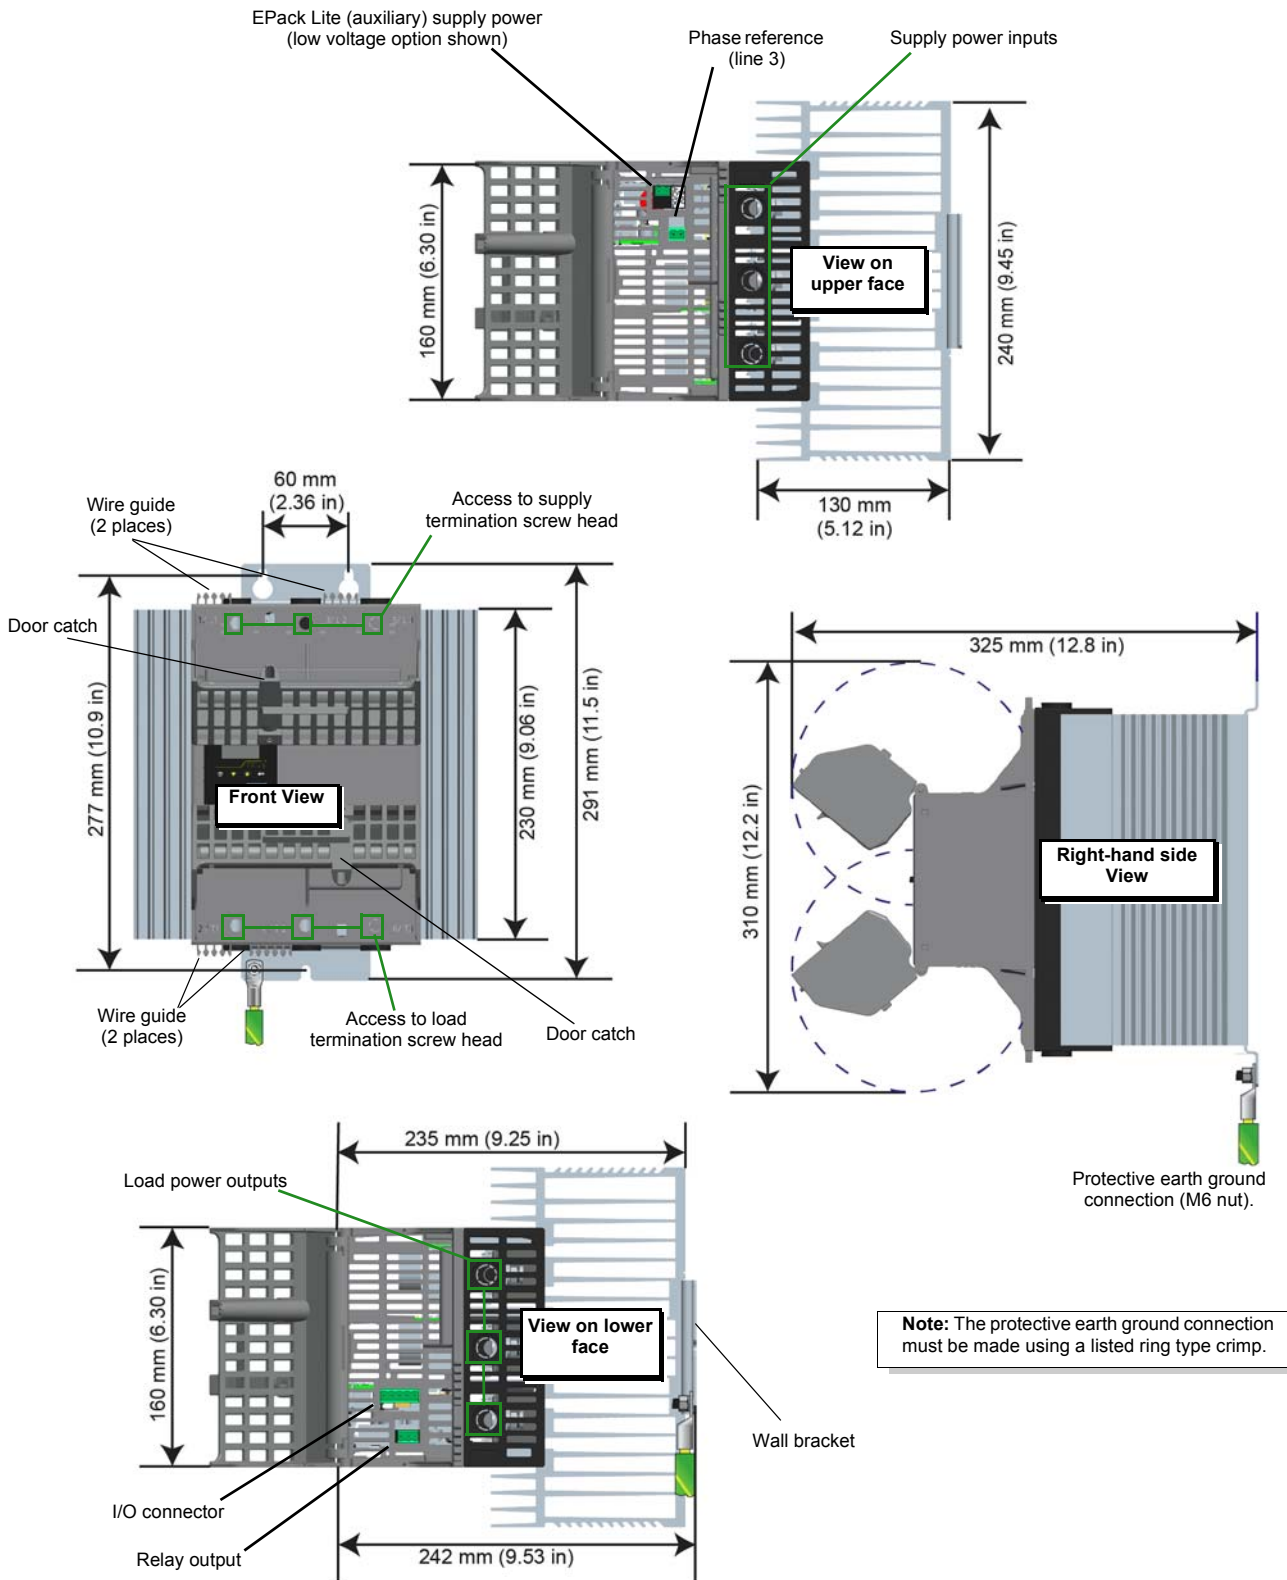 EPack Lite (auxiliary) supply power
(low voltage option shown)
Phase reference
(line 3)
Supply power inputs
160 mm (6.30 in)
View on
upper face
240 mm (9.45 in)
130 mm
(5.12 in)
60 mm
(2.36 in)
Wire guide
(2 places)
Access to supply
termination screw head
Door catch
277 mm (10.9 in)
Front View
230 mm (9.06 in)
291 mm (11.5 in)
Wire guide
(2 places)
Access to load
termination screw head
Door catch
325 mm (12.8 in)
310 mm (12.2 in)
Right-hand side
View
Protective earth ground
connection (M6 nut).
235 mm (9.25 in)
Load power outputs
160 mm (6.30 in)
View on lower
face
Note: The protective earth ground connection
must be made using a listed ring type crimp.
Wall bracket
I/O connector
Relay output
242 mm (9.53 in)